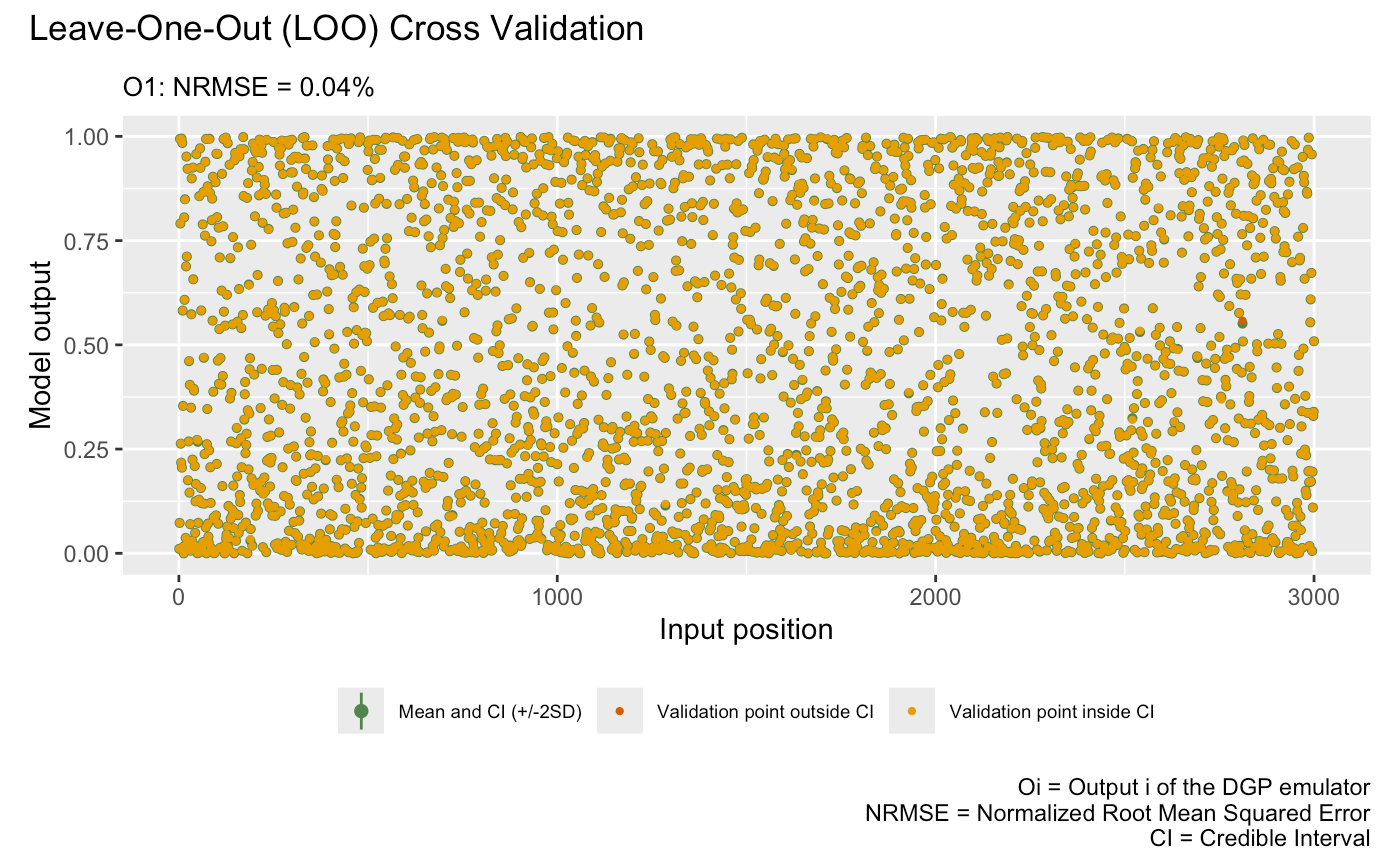 Leave-One-Out (LOO) Cross Validation
O1: NRMSE = 0.04%
Model output
1.00
0.75
0.50
0.25
0.00
0 1000 2000 3000
Input position
Mean and CI (+/-2SD) Validation point outside CI Validation point inside CI
Oi = Output i of the DGP emulator
NRMSE = Normalized Root Mean Squared Error
CI = Credible Interval